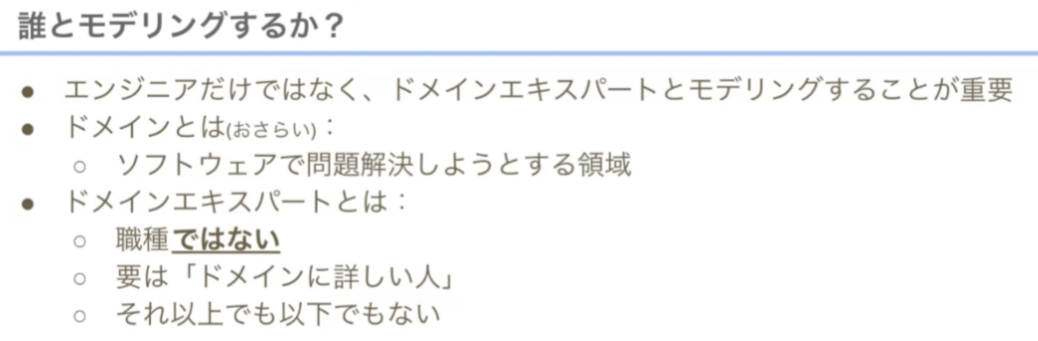 誰とモデリングするか？
● エンジニアだけではなく、ドメインエキスパートとモデリングすることが重要
● ドメインとは(おさらい)：
○ ソフトウェアで問題解決しようとする領域
● ドメインエキスパートとは：
○ 職種ではない
○ 要は「ドメインに詳しい人」
○ それ以上でも以下でもない